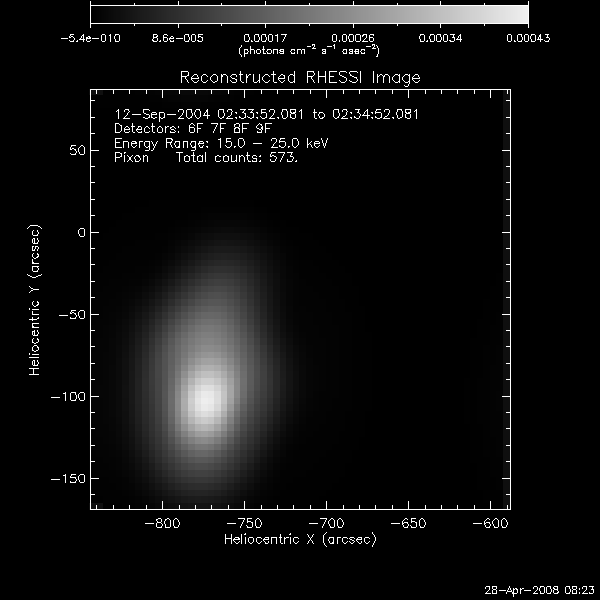 −5.4e−010 8.6e−005 0.00017 0.00026 0.00034 0.00043
(photons cm⁻² s⁻¹ asec⁻²)
Reconstructed RHESSI Image
12−Sep−2004 02:33:52.081 to 02:34:52.081
Detectors: 6F 7F 8F 9F
Energy Range: 15.0 − 25.0 keV
Pixon Total counts: 573.
50
0
−50
−100
−150
Heliocentric Y (arcsec)
−800 −750 −700 −650 −600
Heliocentric X (arcsec)
28−Apr−2008 08:23